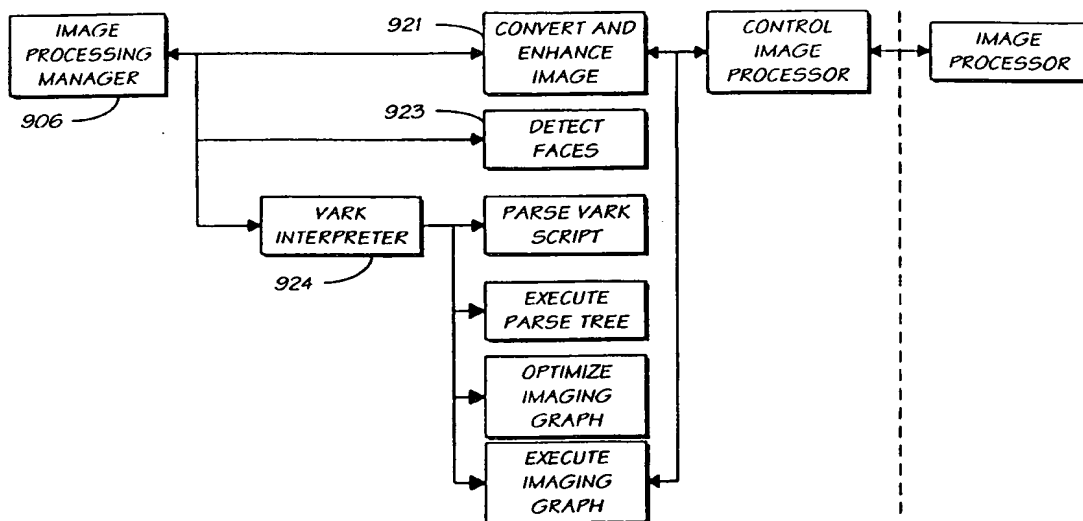 IMAGE
PROCESSING
MANAGER
906
921
CONVERT AND
ENHANCE
IMAGE
CONTROL
IMAGE
PROCESSOR
IMAGE
PROCESSOR
923
DETECT
FACES
VARK
INTERPRETER
924
PARSE VARK
SCRIPT
EXECUTE
PARSE TREE
OPTIMIZE
IMAGING
GRAPH
EXECUTE
IMAGING
GRAPH